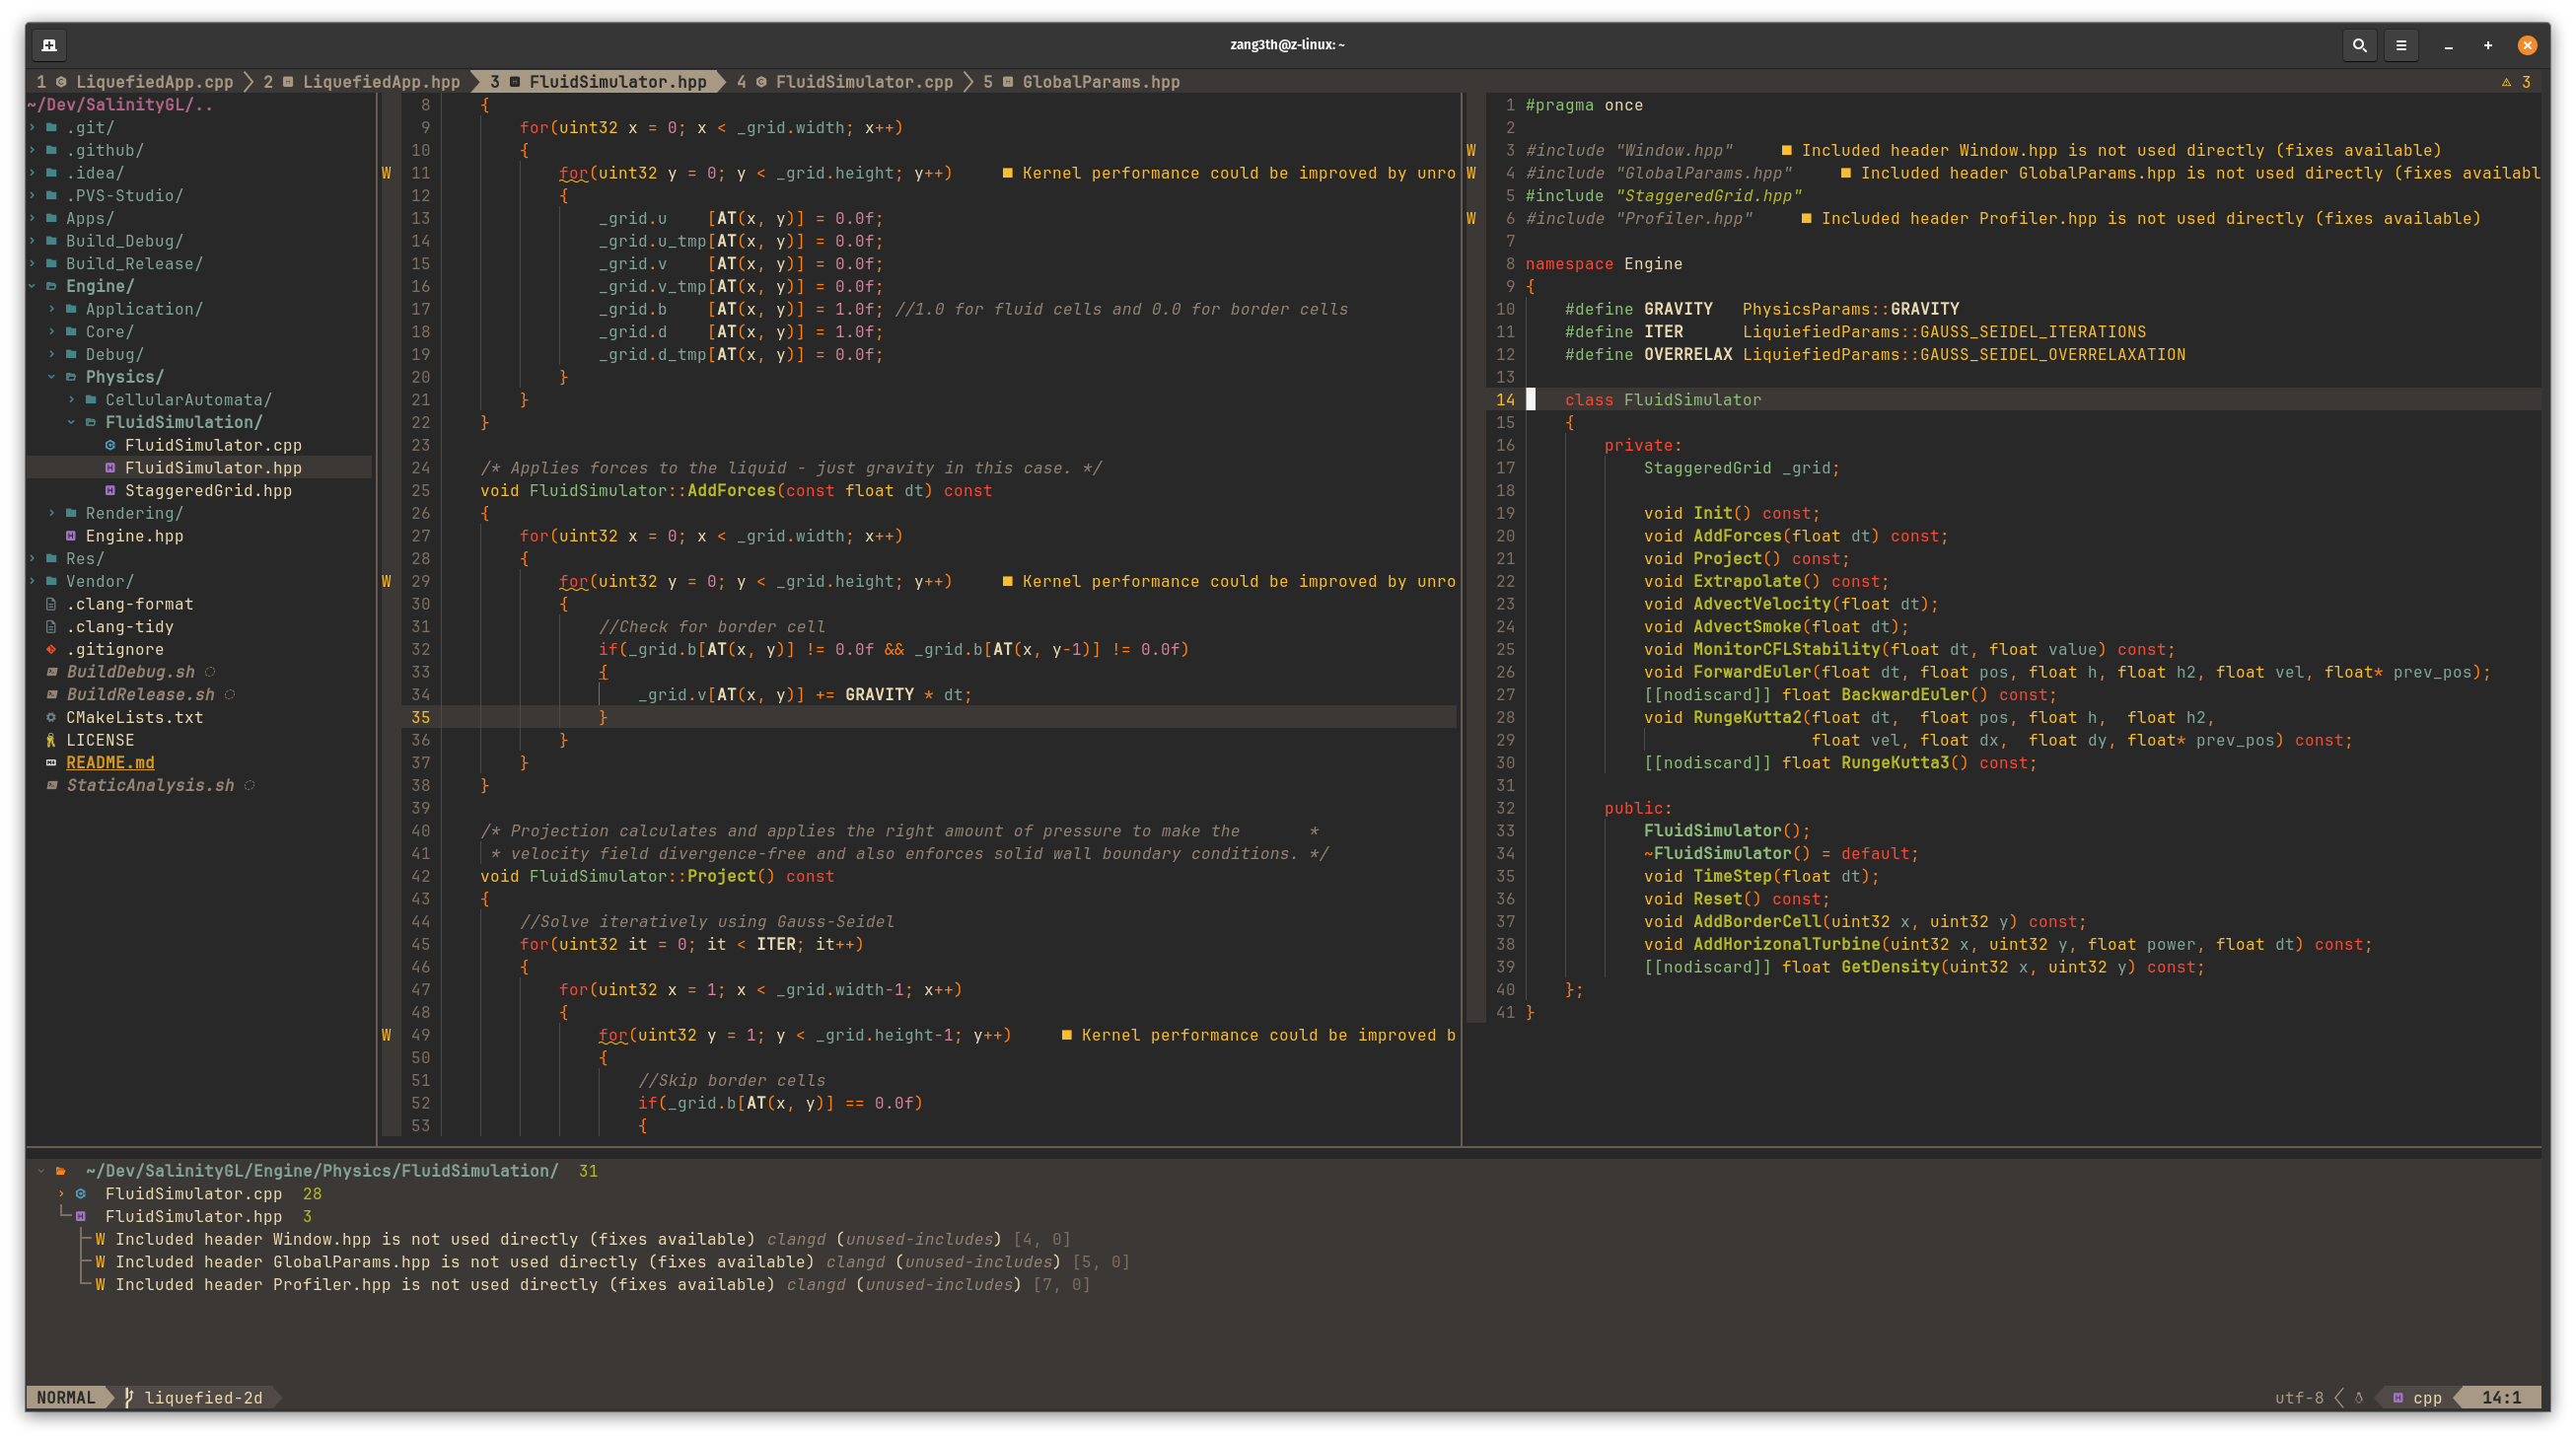 zang3th@z-linux: ~
1 LiquefiedApp.cpp 2 LiquefiedApp.hpp 3 FluidSimulator.hpp 4 FluidSimulator.cpp 5 GlobalParams.hpp 3
~/Dev/SalinityGL/..
.git/
.github/
.idea/
.PVS-Studio/
Apps/
Build_Debug/
Build_Release/
Engine/
Application/
Core/
Debug/
Physics/
CellularAutomata/
FluidSimulation/
FluidSimulator.cpp
FluidSimulator.hpp
StaggeredGrid.hpp
Rendering/
Engine.hpp
Res/
Vendor/
.clang-format
.clang-tidy
.gitignore
BuildDebug.sh
BuildRelease.sh
CMakeLists.txt
LICENSE
README.md
StaticAnalysis.sh
8 {
9 for(uint32 x = 0; x < _grid.width; x++)
10 {
W 11 for(uint32 y = 0; y < _grid.height; y++) ■ Kernel performance could be improved by unro
12 {
13 _grid.u    [AT(x, y)] = 0.0f;
14 _grid.u_tmp[AT(x, y)] = 0.0f;
15 _grid.v    [AT(x, y)] = 0.0f;
16 _grid.v_tmp[AT(x, y)] = 0.0f;
17 _grid.b    [AT(x, y)] = 1.0f; //1.0 for fluid cells and 0.0 for border cells
18 _grid.d    [AT(x, y)] = 1.0f;
19 _grid.d_tmp[AT(x, y)] = 0.0f;
20 }
21 }
22 }
23
24 /* Applies forces to the liquid - just gravity in this case. */
25 void FluidSimulator::AddForces(const float dt) const
26 {
27 for(uint32 x = 0; x < _grid.width; x++)
28 {
W 29 for(uint32 y = 0; y < _grid.height; y++) ■ Kernel performance could be improved by unro
30 {
31 //Check for border cell
32 if(_grid.b[AT(x, y)] != 0.0f && _grid.b[AT(x, y-1)] != 0.0f)
33 {
34 _grid.v[AT(x, y)] += GRAVITY * dt;
35 }
36 }
37 }
38 }
39
40 /* Projection calculates and applies the right amount of pressure to make the       *
41 * velocity field divergence-free and also enforces solid wall boundary conditions. */
42 void FluidSimulator::Project() const
43 {
44 //Solve iteratively using Gauss-Seidel
45 for(uint32 it = 0; it < ITER; it++)
46 {
47 for(uint32 x = 1; x < _grid.width-1; x++)
48 {
W 49 for(uint32 y = 1; y < _grid.height-1; y++) ■ Kernel performance could be improved b
50 {
51 //Skip border cells
52 if(_grid.b[AT(x, y)] == 0.0f)
53 {
1 #pragma once
2
W 3 #include "Window.hpp" ■ Included header Window.hpp is not used directly (fixes available)
W 4 #include "GlobalParams.hpp" ■ Included header GlobalParams.hpp is not used directly (fixes availabl
5 #include "StaggeredGrid.hpp"
W 6 #include "Profiler.hpp" ■ Included header Profiler.hpp is not used directly (fixes available)
7
8 namespace Engine
9 {
10 #define GRAVITY   PhysicsParams::GRAVITY
11 #define ITER      LiquiefiedParams::GAUSS_SEIDEL_ITERATIONS
12 #define OVERRELAX LiquiefiedParams::GAUSS_SEIDEL_OVERRELAXATION
13
14 class FluidSimulator
15 {
16 private:
17 StaggeredGrid _grid;
18
19 void Init() const;
20 void AddForces(float dt) const;
21 void Project() const;
22 void Extrapolate() const;
23 void AdvectVelocity(float dt);
24 void AdvectSmoke(float dt);
25 void MonitorCFLStability(float dt, float value) const;
26 void ForwardEuler(float dt, float pos, float h, float h2, float vel, float* prev_pos);
27 [[nodiscard]] float BackwardEuler() const;
28 void RungeKutta2(float dt,  float pos, float h,  float h2,
29 float vel, float dx,  float dy, float* prev_pos) const;
30 [[nodiscard]] float RungeKutta3() const;
31
32 public:
33 FluidSimulator();
34 ~FluidSimulator() = default;
35 void TimeStep(float dt);
36 void Reset() const;
37 void AddBorderCell(uint32 x, uint32 y) const;
38 void AddHorizonalTurbine(uint32 x, uint32 y, float power, float dt) const;
39 [[nodiscard]] float GetDensity(uint32 x, uint32 y) const;
40 };
41 }
~/Dev/SalinityGL/Engine/Physics/FluidSimulation/ 31
FluidSimulator.cpp 28
FluidSimulator.hpp 3
W Included header Window.hpp is not used directly (fixes available) clangd (unused-includes) [4, 0]
W Included header GlobalParams.hpp is not used directly (fixes available) clangd (unused-includes) [5, 0]
W Included header Profiler.hpp is not used directly (fixes available) clangd (unused-includes) [7, 0]
NORMAL liquefied-2d utf-8 cpp 14:1